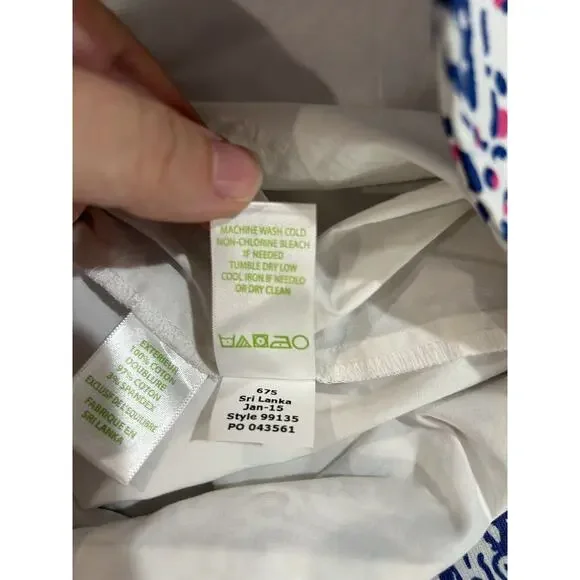 MACHINE WASH COLD
NON-CHLORINE BLEACH
IF NEEDED
TUMBLE DRY LOW
COOL IRON IF NEEDED
OR DRY CLEAN
EXTERIEUR
100% COTON
DOUBLURE
97% COTON
3% SPANDEX
EXCLUSIF DE L'EQUILIBRE
FABRIQUE EN
SRI LANKA
675
Sri Lanka
Jan-15
Style 99135
PO 043561